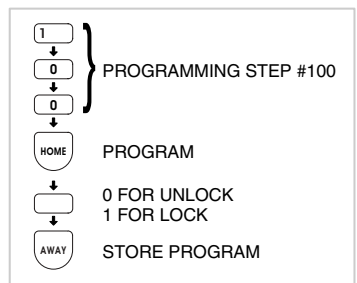 1
0 PROGRAMMING STEP #100
0
HOME PROGRAM
0 FOR UNLOCK
1 FOR LOCK
AWAY STORE PROGRAM